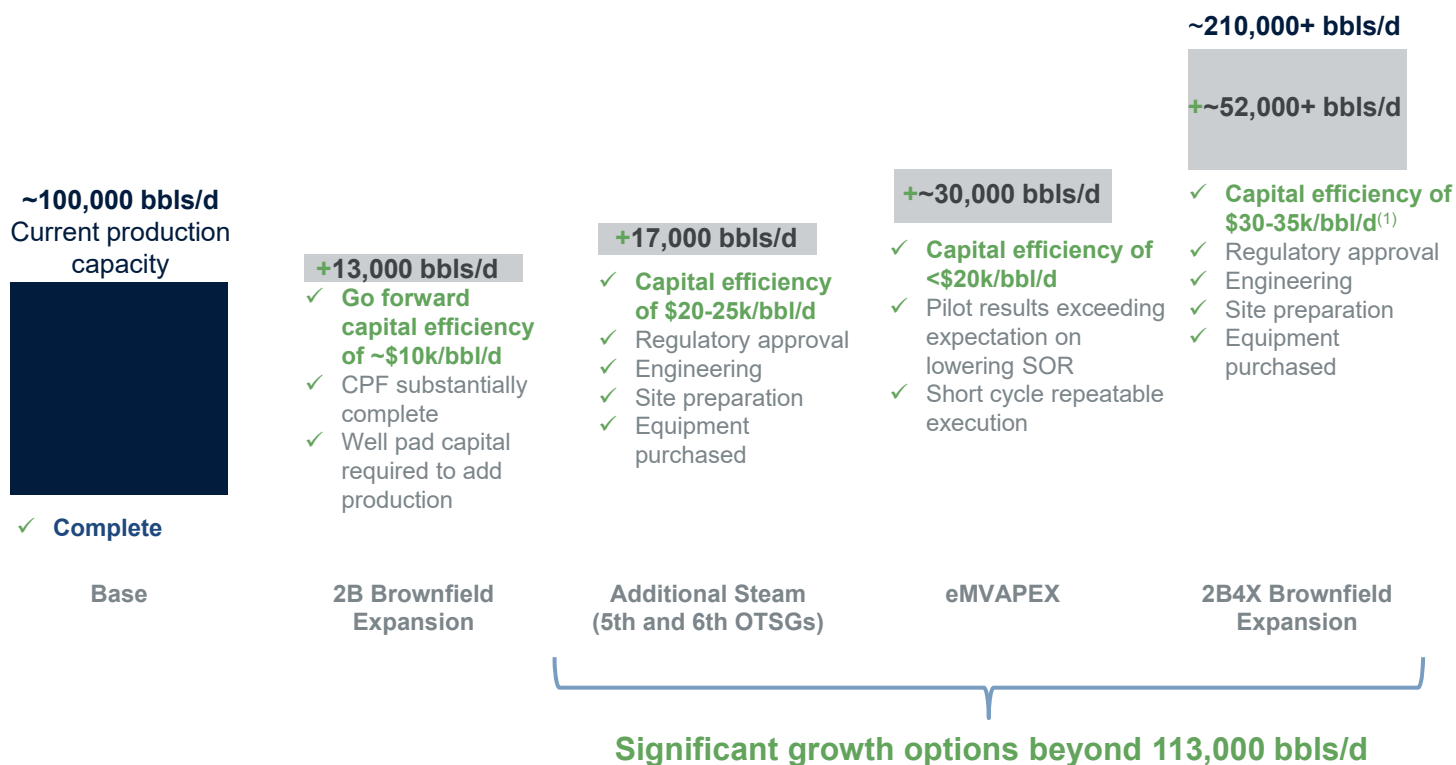 ~100,000 bbls/d
Current production
capacity
✓ Complete
Base
+13,000 bbls/d
✓ Go forward
capital efficiency
of ~$10k/bbl/d
✓ CPF substantially
complete
✓ Well pad capital
required to add
production
2B Brownfield
Expansion
+17,000 bbls/d
✓ Capital efficiency
of $20-25k/bbl/d
✓ Regulatory approval
✓ Engineering
✓ Site preparation
✓ Equipment
purchased
Additional Steam
(5th and 6th OTSGs)
+~30,000 bbls/d
✓ Capital efficiency of
<$20k/bbl/d
✓ Pilot results exceeding
expectation on
lowering SOR
✓ Short cycle repeatable
execution
eMVAPEX
~210,000+ bbls/d
+~52,000+ bbls/d
✓ Capital efficiency of
$30-35k/bbl/d(1)
✓ Regulatory approval
✓ Engineering
✓ Site preparation
✓ Equipment
purchased
2B4X Brownfield
Expansion
Significant growth options beyond 113,000 bbls/d